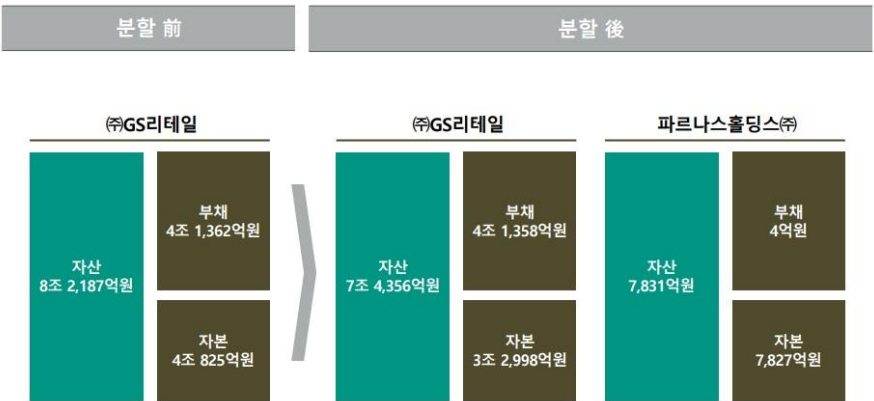 분할 前
분할 後
㈜GS리테일
㈜GS리테일
파르나스홀딩스㈜
자산
8조 2,187억원
부채
4조 1,362억원
자본
4조 825억원
자산
7조 4,356억원
부채
4조 1,358억원
자본
3조 2,998억원
자산
7,831억원
부채
4억원
자본
7,827억원